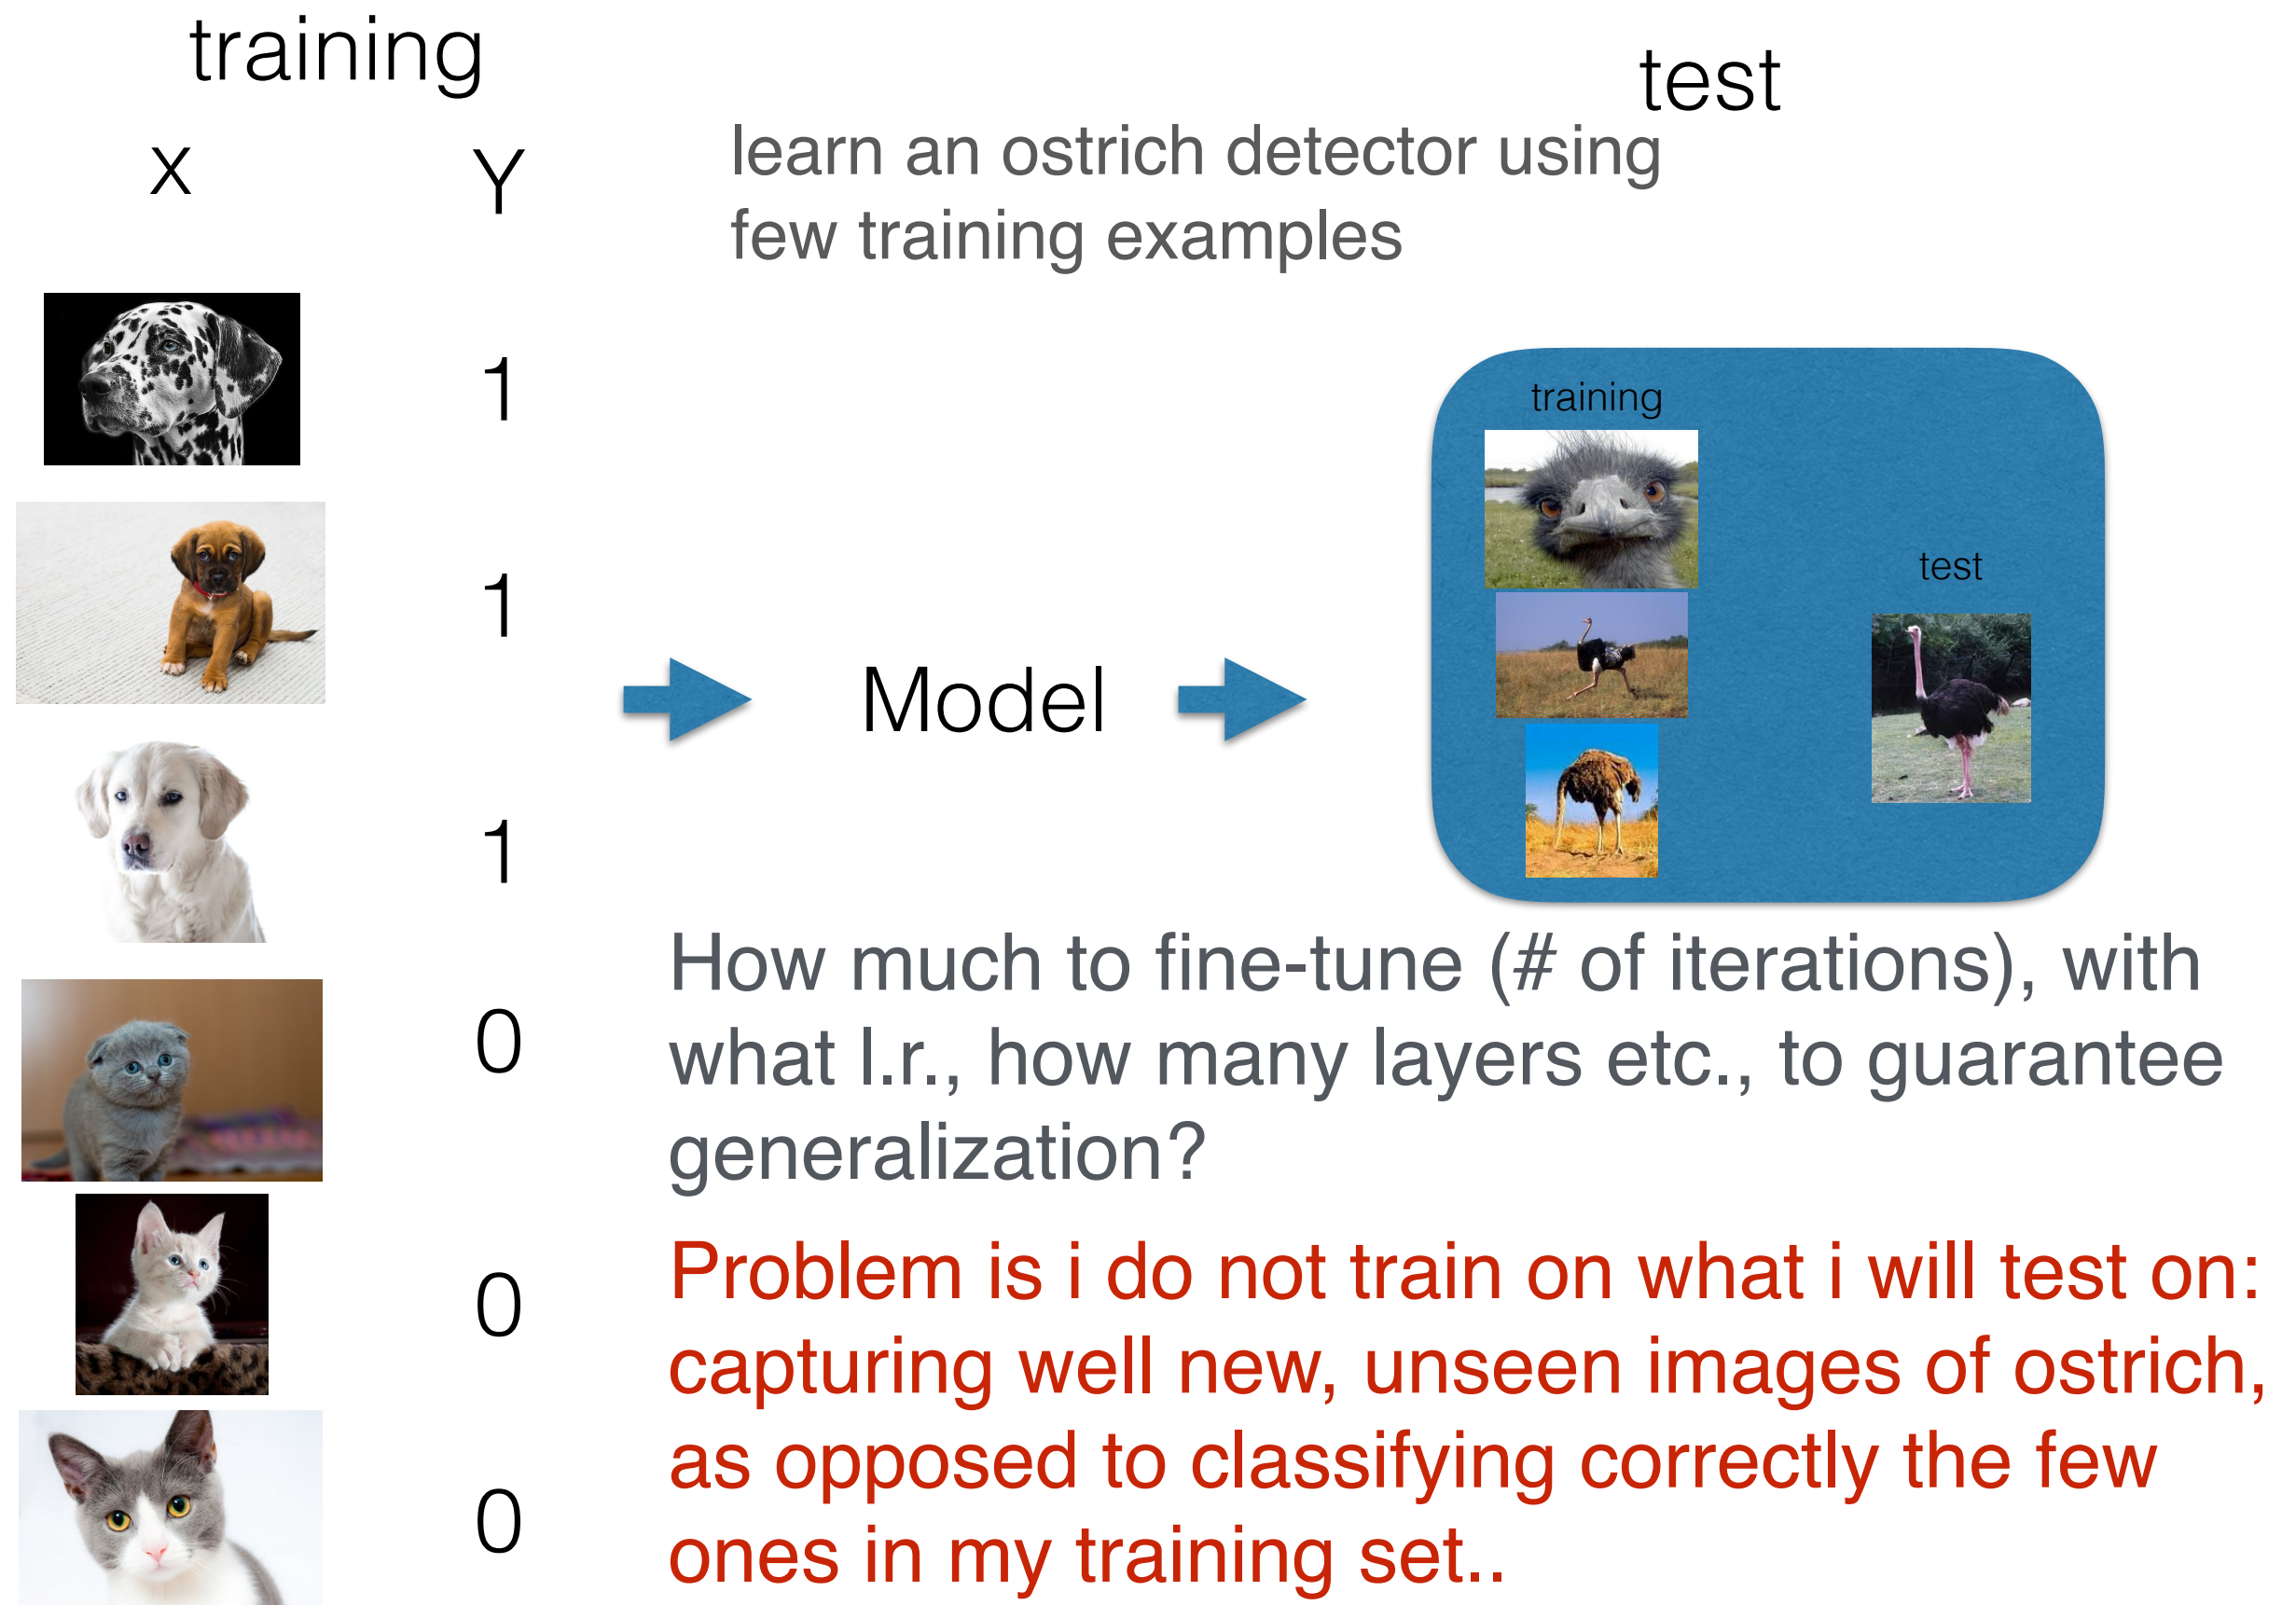 training
test
X
Y
learn an ostrich detector using
few training examples
1
1
1
0
0
0
Model
training
test
How much to fine-tune (# of iterations), with
what l.r., how many layers etc., to guarantee
generalization?
Problem is i do not train on what i will test on:
capturing well new, unseen images of ostrich,
as opposed to classifying correctly the few
ones in my training set..